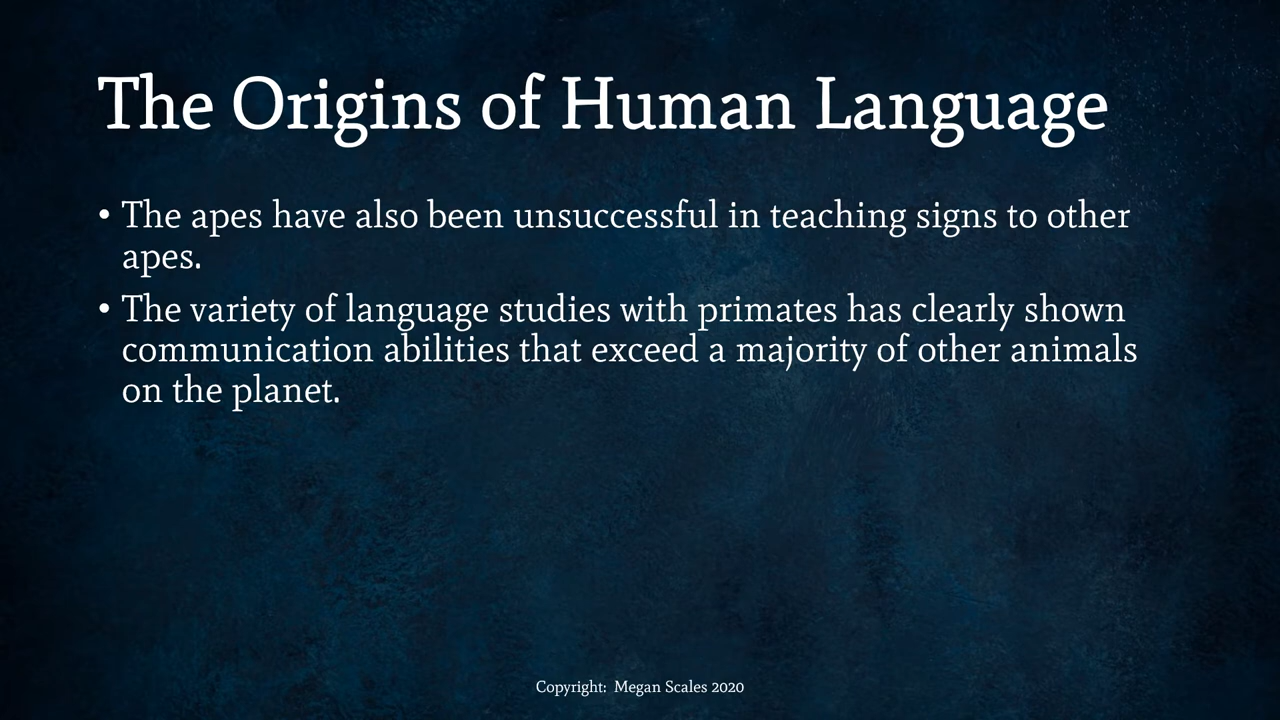 The Origins of Human Language
• The apes have also been unsuccessful in teaching signs to other
apes.
• The variety of language studies with primates has clearly shown
communication abilities that exceed a majority of other animals
on the planet.
Copyright:  Megan Scales 2020